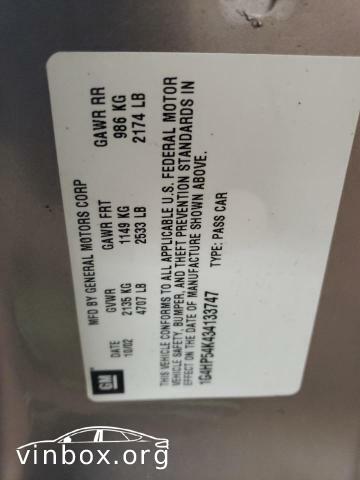 MFD BY GENERAL MOTORS CORP
DATE GVWR GAWR FRT GAWR RR
10/02 2135 KG 1149 KG 986 KG
4707 LB 2533 LB 2174 LB
THIS VEHICLE CONFORMS TO ALL APPLICABLE U.S. FEDERAL MOTOR
VEHICLE SAFETY, BUMPER, AND THEFT PREVENTION STANDARDS IN
EFFECT ON THE DATE OF MANUFACTURE SHOWN ABOVE.
1G4HP54K434133747 TYPE: PASS CAR
GM
vinbox.org